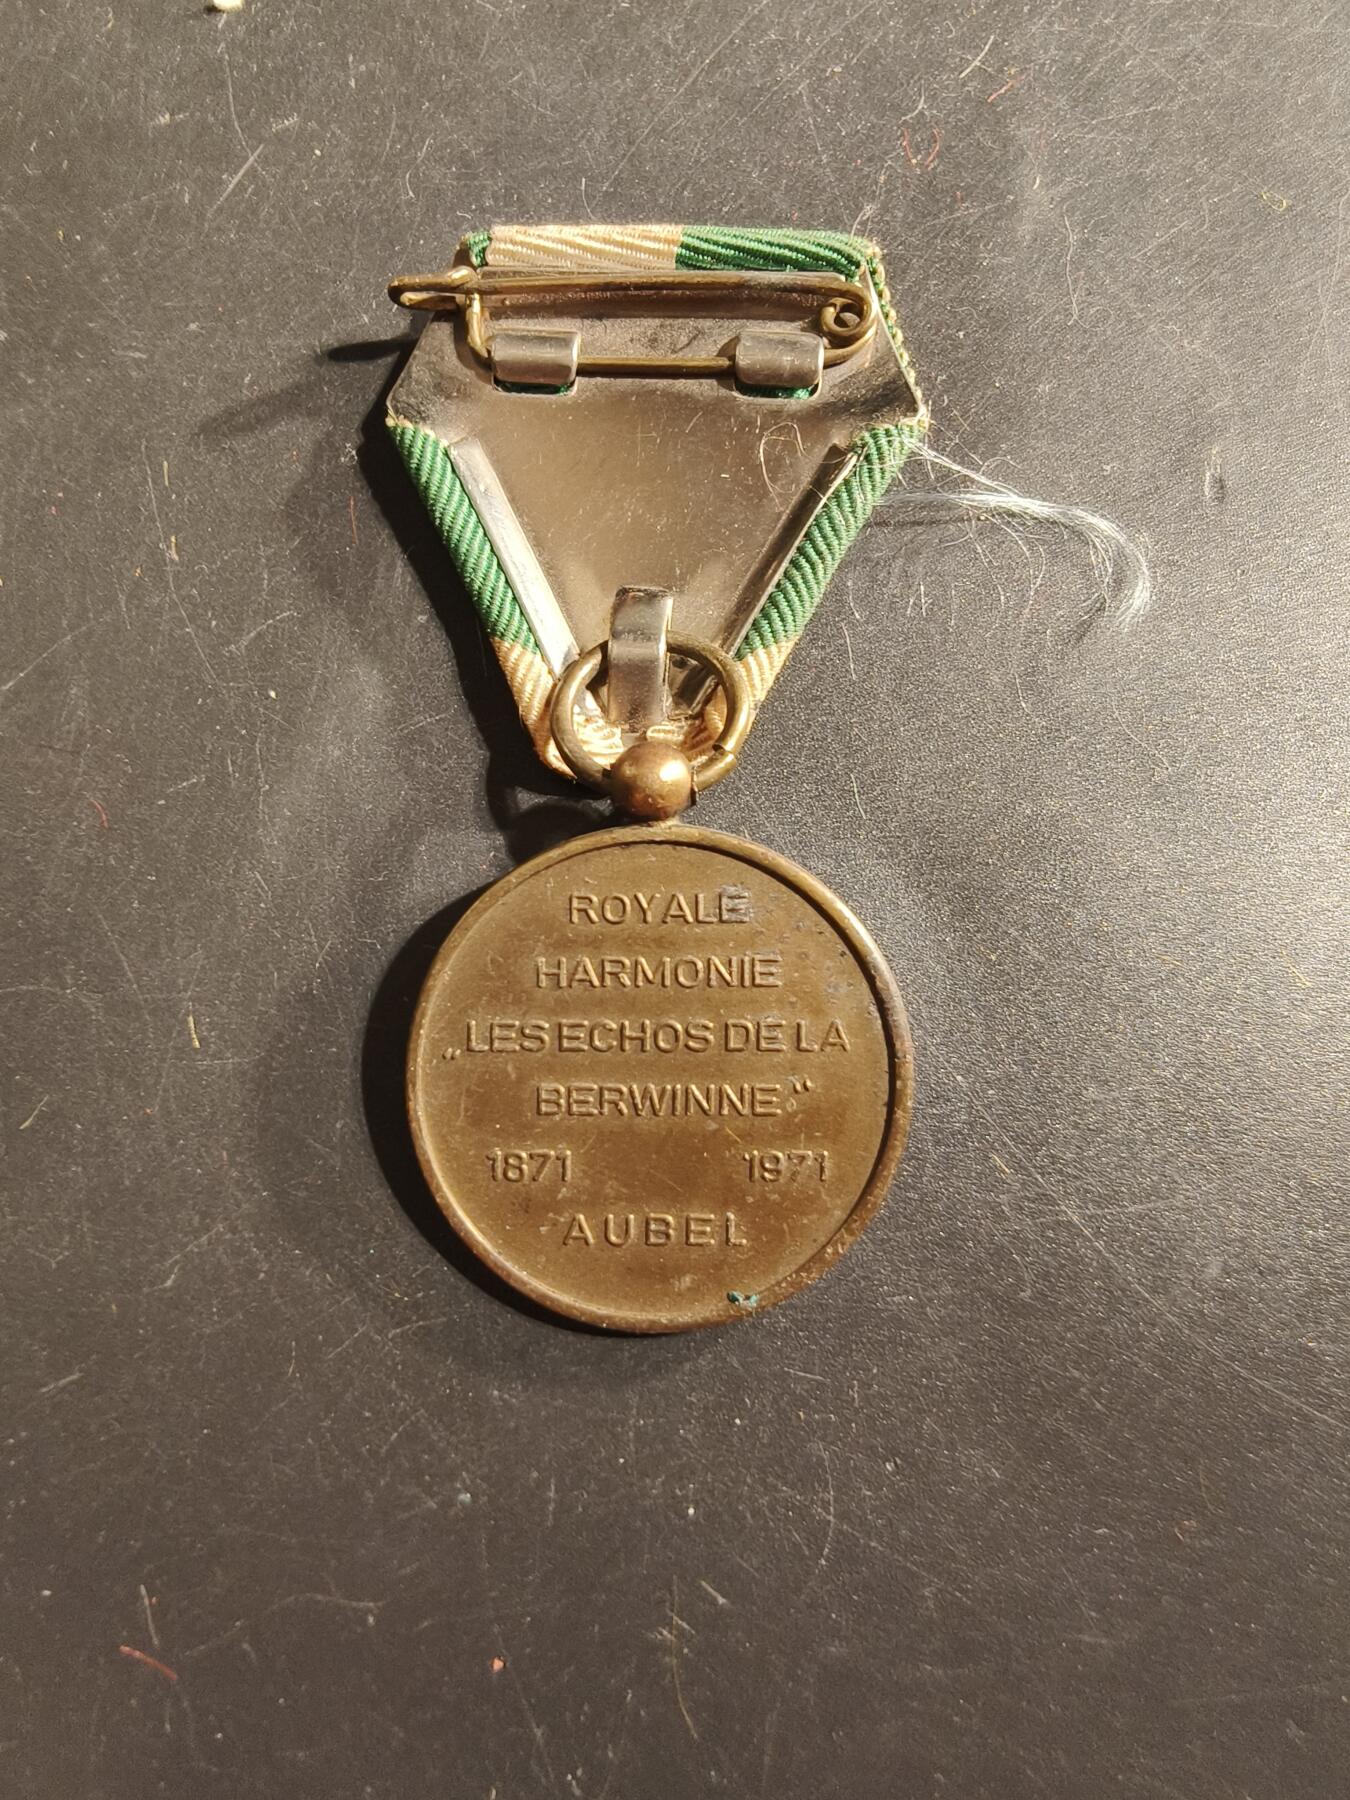 ROYALE
HARMONIE
„LES ECHOS DE LA
BERWINNE“
1871 1971
AUBEL